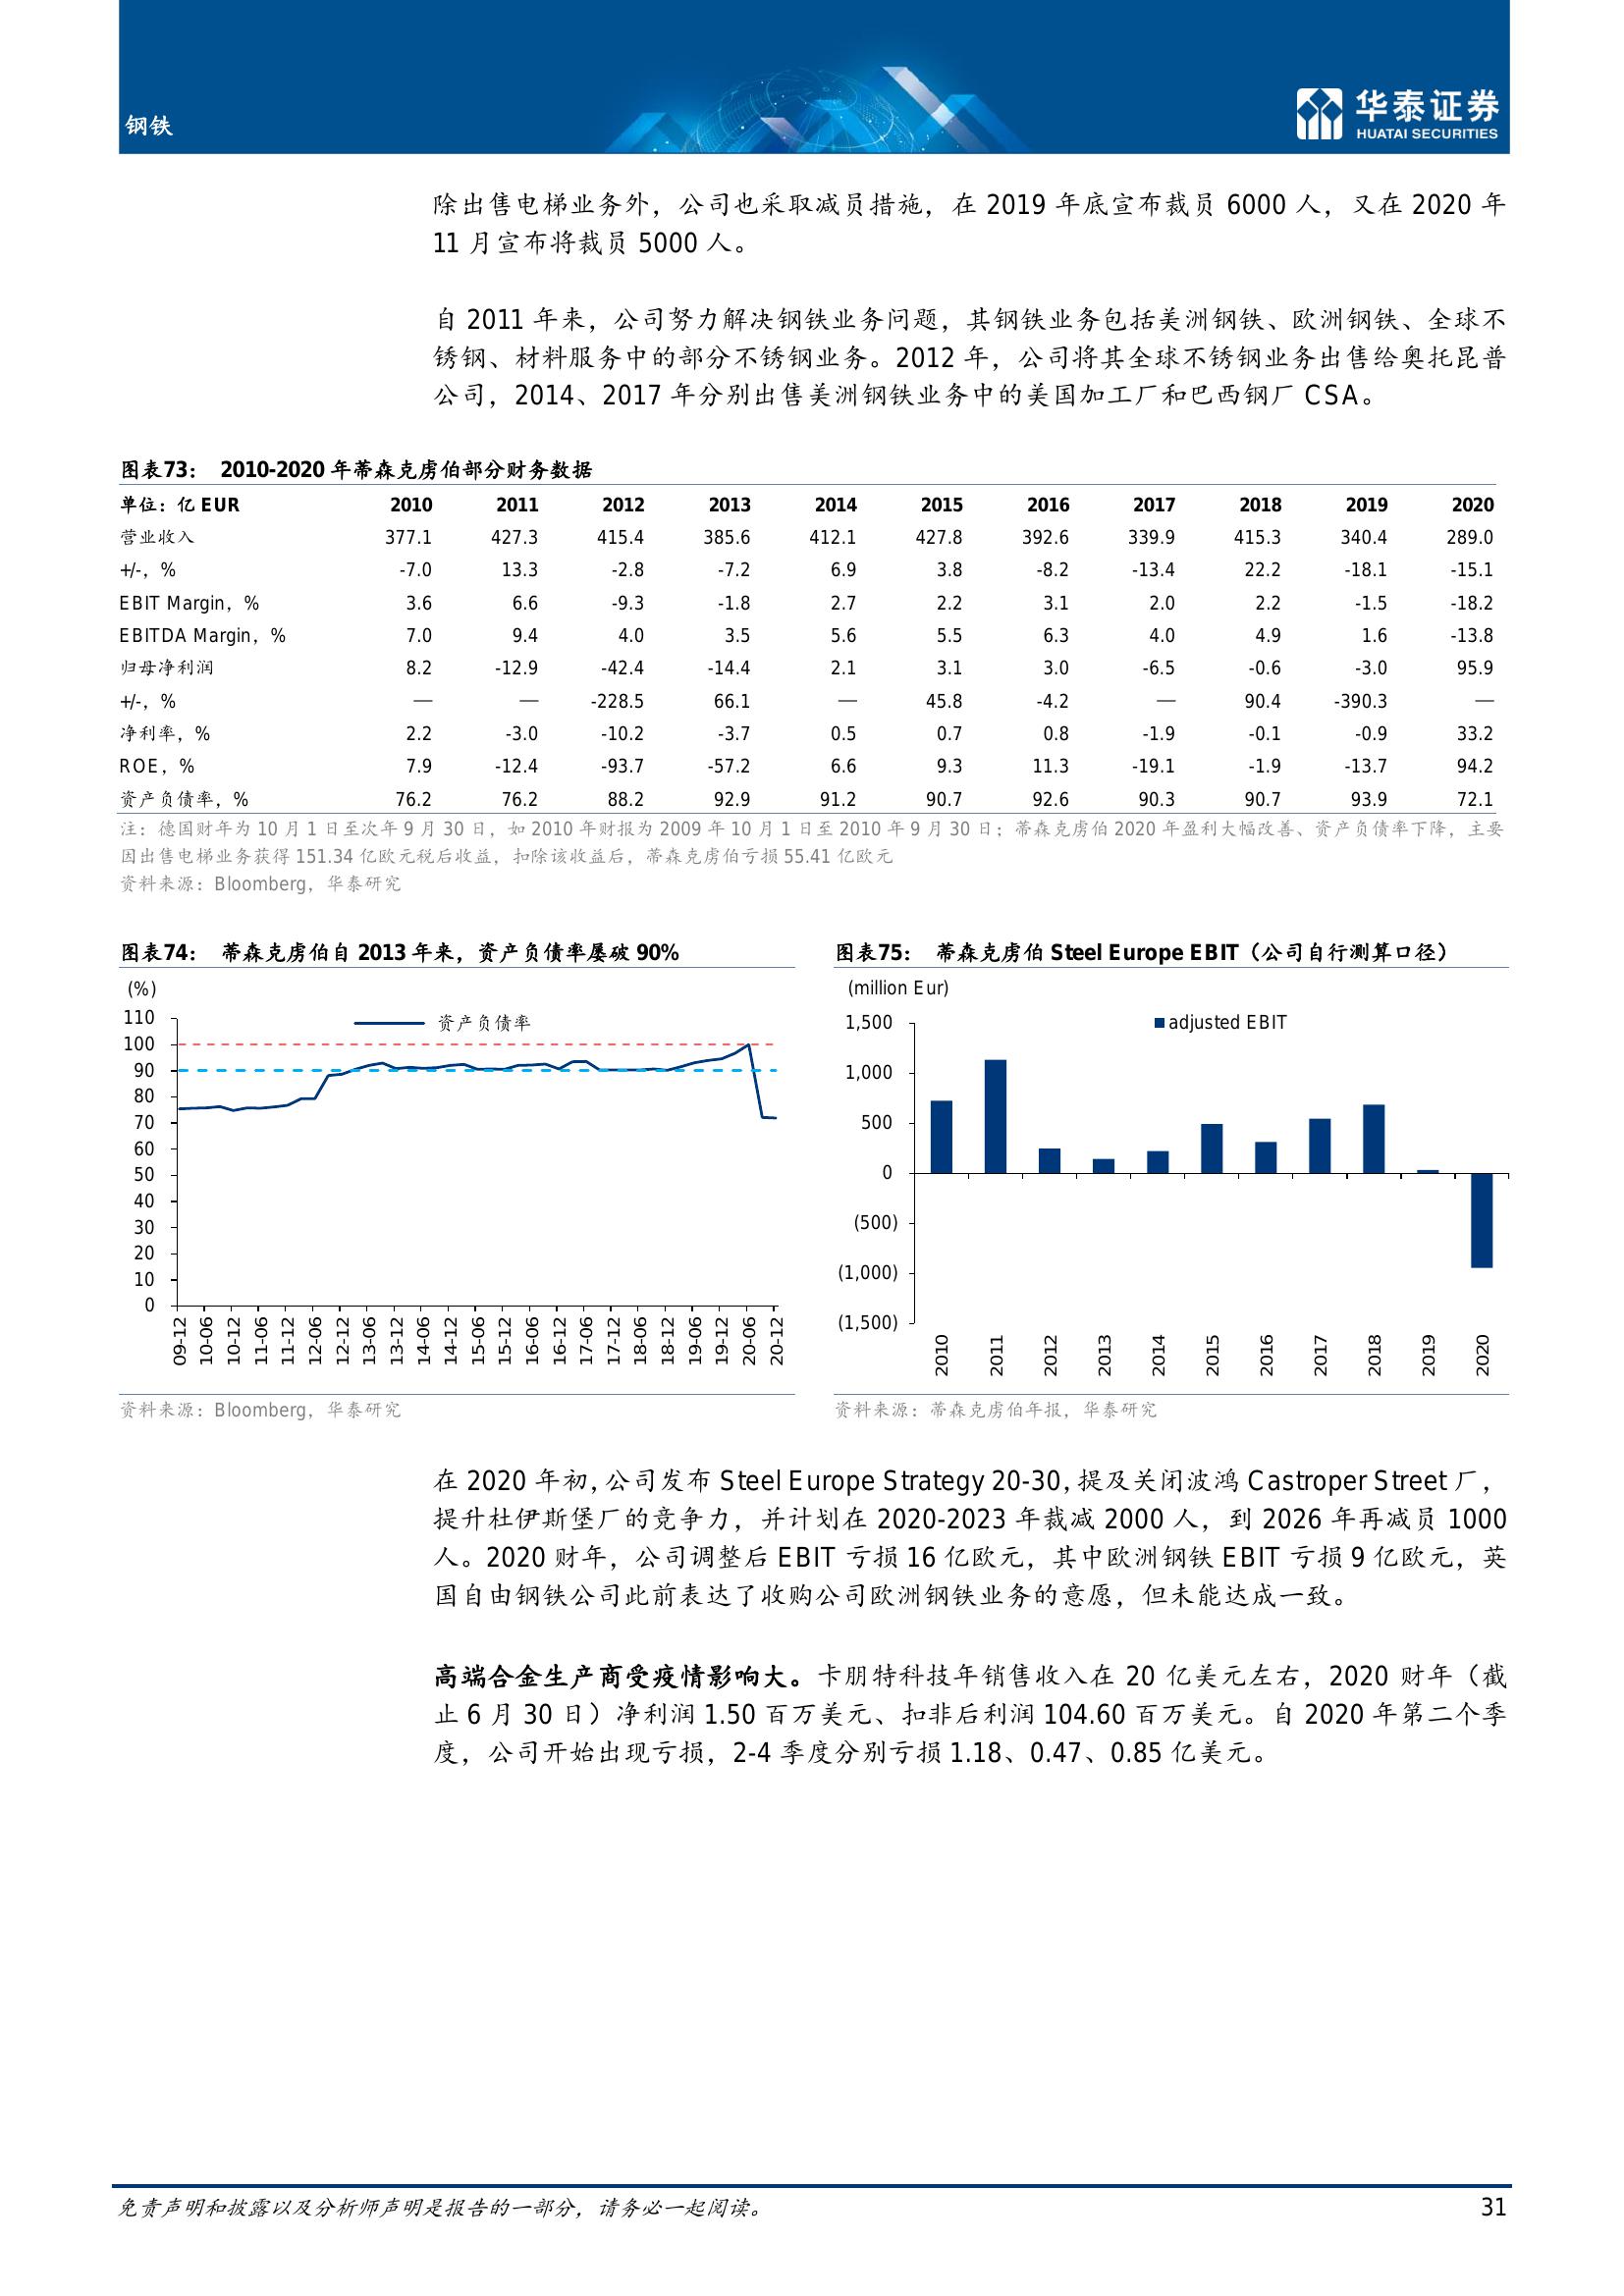 钢铁
华泰证券
HUATAI SECURITIES
除出售电梯业务外，公司也采取减员措施，在 2019 年底宣布裁员 6000 人，又在 2020 年
11 月宣布将裁员 5000 人。
自 2011 年来，公司努力解决钢铁业务问题，其钢铁业务包括美洲钢铁、欧洲钢铁、全球不
锈钢、材料服务中的部分不锈钢业务。2012 年，公司将其全球不锈钢业务出售给奥托昆普
公司，2014、2017 年分别出售美洲钢铁业务中的美国加工厂和巴西钢厂 CSA。
图表73： 2010-2020 年蒂森克虏伯部分财务数据
单位：亿 EUR 2010 2011 2012 2013 2014 2015 2016 2017 2018 2019 2020
营业收入 377.1 427.3 415.4 385.6 412.1 427.8 392.6 339.9 415.3 340.4 289.0
+/-，% -7.0 13.3 -2.8 -7.2 6.9 3.8 -8.2 -13.4 22.2 -18.1 -15.1
EBIT Margin，% 3.6 6.6 -9.3 -1.8 2.7 2.2 3.1 2.0 2.2 -1.5 -18.2
EBITDA Margin，% 7.0 9.4 4.0 3.5 5.6 5.5 6.3 4.0 4.9 1.6 -13.8
归母净利润 8.2 -12.9 -42.4 -14.4 2.1 3.1 3.0 -6.5 -0.6 -3.0 95.9
+/-，% — — -228.5 66.1 — 45.8 -4.2 — 90.4 -390.3 —
净利率，% 2.2 -3.0 -10.2 -3.7 0.5 0.7 0.8 -1.9 -0.1 -0.9 33.2
ROE，% 7.9 -12.4 -93.7 -57.2 6.6 9.3 11.3 -19.1 -1.9 -13.7 94.2
资产负债率，% 76.2 76.2 88.2 92.9 91.2 90.7 92.6 90.3 90.7 93.9 72.1
注：德国财年为 10 月 1 日至次年 9 月 30 日，如 2010 年财报为 2009 年 10 月 1 日至 2010 年 9 月 30 日；蒂森克虏伯 2020 年盈利大幅改善、资产负债率下降，主要
因出售电梯业务获得 151.34 亿欧元税后收益，扣除该收益后，蒂森克虏伯亏损 55.41 亿欧元
资料来源：Bloomberg，华泰研究
图表74： 蒂森克虏伯自 2013 年来，资产负债率屡破 90%
(%)
资产负债率
110
100
90
80
70
60
50
40
30
20
10
0
09-12 10-06 10-12 11-06 11-12 12-06 12-12 13-06 13-12 14-06 14-12 15-06 15-12 16-06 16-12 17-06 17-12 18-06 18-12 19-06 19-12 20-06 20-12
资料来源：Bloomberg，华泰研究
图表75： 蒂森克虏伯 Steel Europe EBIT（公司自行测算口径）
(million Eur)
adjusted EBIT
1,500
1,000
500
0
(500)
(1,000)
(1,500)
2010 2011 2012 2013 2014 2015 2016 2017 2018 2019 2020
资料来源：蒂森克虏伯年报，华泰研究
在 2020 年初，公司发布 Steel Europe Strategy 20-30，提及关闭波鸿 Castroper Street 厂，
提升杜伊斯堡厂的竞争力，并计划在 2020-2023 年裁减 2000 人，到 2026 年再减员 1000
人。2020 财年，公司调整后 EBIT 亏损 16 亿欧元，其中欧洲钢铁 EBIT 亏损 9 亿欧元，英
国自由钢铁公司此前表达了收购公司欧洲钢铁业务的意愿，但未能达成一致。
高端合金生产商受疫情影响大。卡朋特科技年销售收入在 20 亿美元左右，2020 财年（截
止 6 月 30 日）净利润 1.50 百万美元、扣非后利润 104.60 百万美元。自 2020 年第二个季
度，公司开始出现亏损，2-4 季度分别亏损 1.18、0.47、0.85 亿美元。
免责声明和披露以及分析师声明是报告的一部分，请务必一起阅读。
31